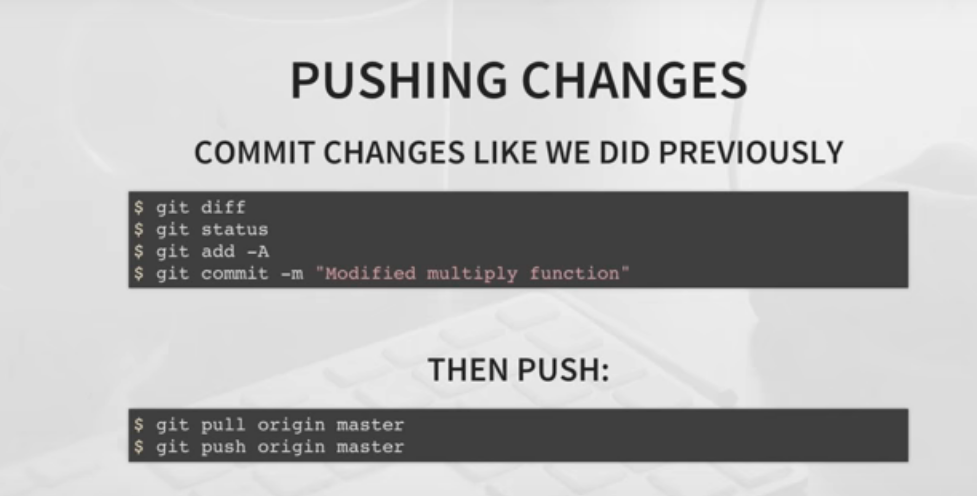 PUSHING CHANGES
COMMIT CHANGES LIKE WE DID PREVIOUSLY
$ git diff
$ git status
$ git add -A
$ git commit -m "Modified multiply function"
THEN PUSH:
$ git pull origin master
$ git push origin master